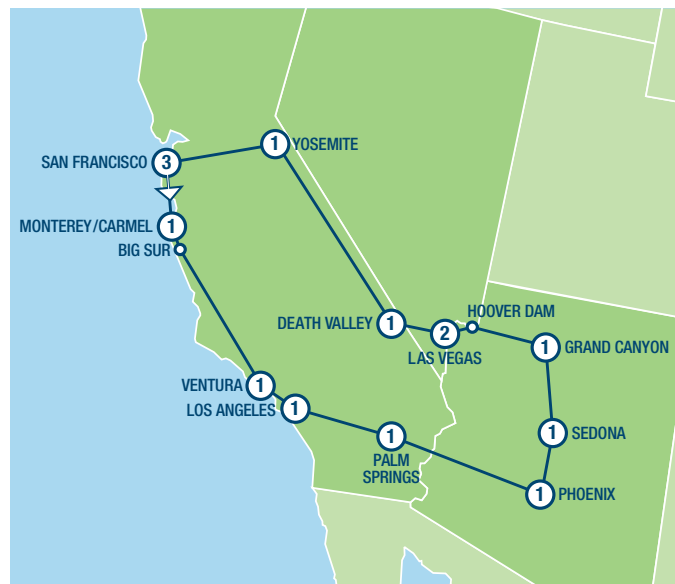 1
YOSEMITE
SAN FRANCISCO
3
MONTEREY/CARMEL
1
BIG SUR
HOOVER DAM
DEATH VALLEY
1
2
LAS VEGAS
1
GRAND CANYON
VENTURA
1
LOS ANGELES
1
1
PALM
SPRINGS
1
SEDONA
1
PHOENIX